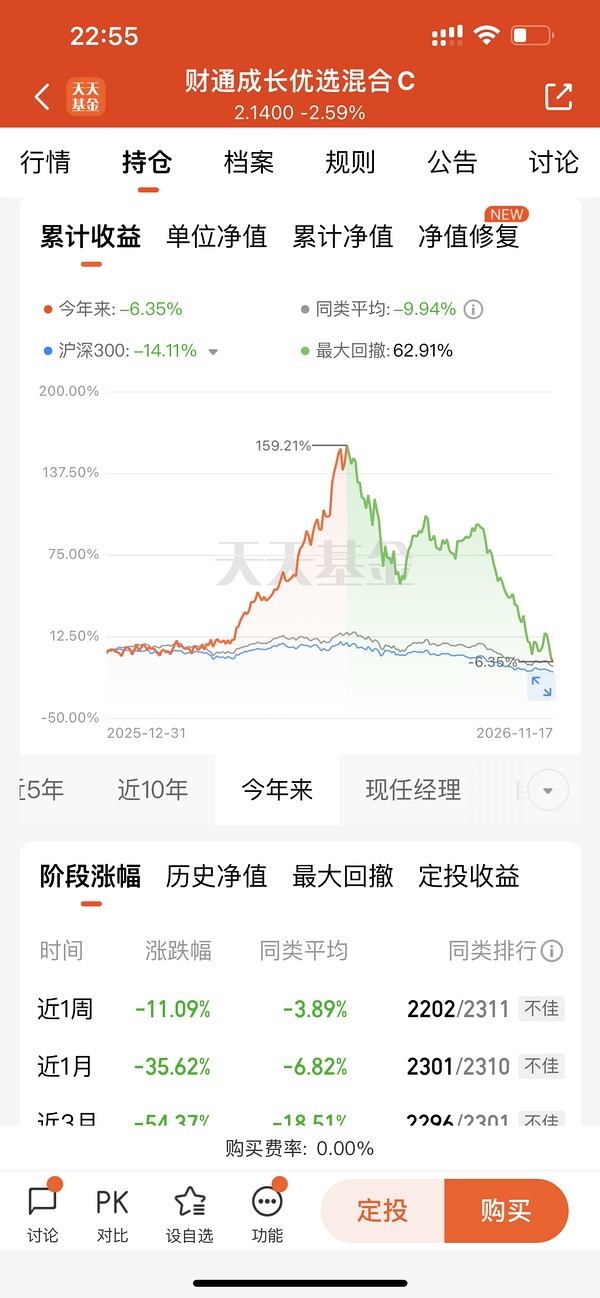 22:55
天天基金
财通成长优选混合C
2.1400 -2.59%
行情 持仓 档案 规则 公告 讨论
NEW
累计收益 单位净值 累计净值 净值修复
今年来: -6.35% 同类平均: -9.94%
沪深300: -14.11% 最大回撤: 62.91%
200.00%
159.21%
137.50%
75.00%
天天基金
12.50%
-6.35%
-50.00%
2025-12-31 2026-11-17
近5年 近10年 今年来 现任经理
阶段涨幅 历史净值 最大回撤 定投收益
时间 涨跌幅 同类平均 同类排行
近1周 -11.09% -3.89% 2202/2311 不佳
近1月 -35.62% -6.82% 2301/2310 不佳
近3月 -54.37% -18.51% 2296/2301 不佳
购买费率: 0.00%
PK
讨论 对比 设自选 功能 定投 购买